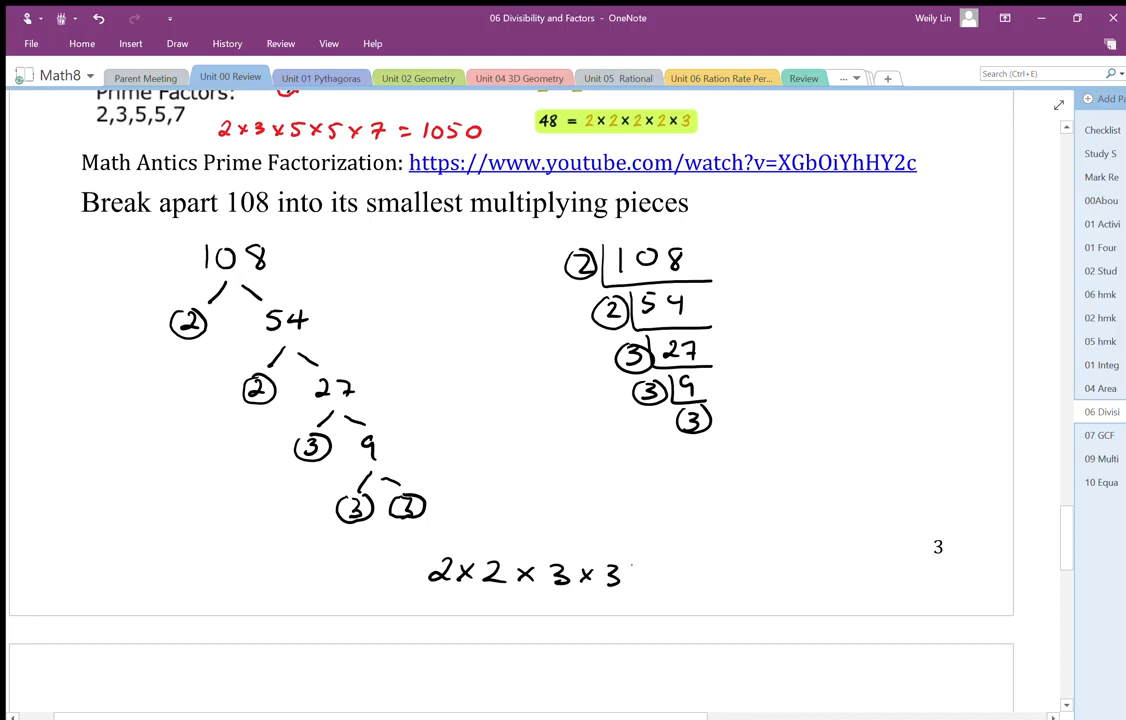 06 Divisibility and Factors - OneNote
Weily Lin
File Home Insert Draw History Review View Help
Math8
Parent Meeting
Unit 00 Review
Unit 01 Pythagoras
Unit 02 Geometry
Unit 04 3D Geometry
Unit 05 Rational
Unit 06 Ration Rate Per...
Review
...
Search (Ctrl+E)
Add Pa
Prime Factors:
2,3,5,5,7
2 × 3 × 5 × 5 × 7 = 1050
48 = 2 × 2 × 2 × 2 × 3
Math Antics Prime Factorization: https://www.youtube.com/watch?v=XGbOiYhHY2c
Break apart 108 into its smallest multiplying pieces
108
2 54
2 27
3 9
3 3
2 108
2 54
3 27
3 9
3
2 × 2 × 3 × 3
3
Checklist
Study S
Mark Re
00Abou
01 Activi
01 Four
02 Stud
06 hmk
02 hmk
05 hmk
01 Integ
04 Area
06 Divisi
07 GCF
09 Multi
10 Equa